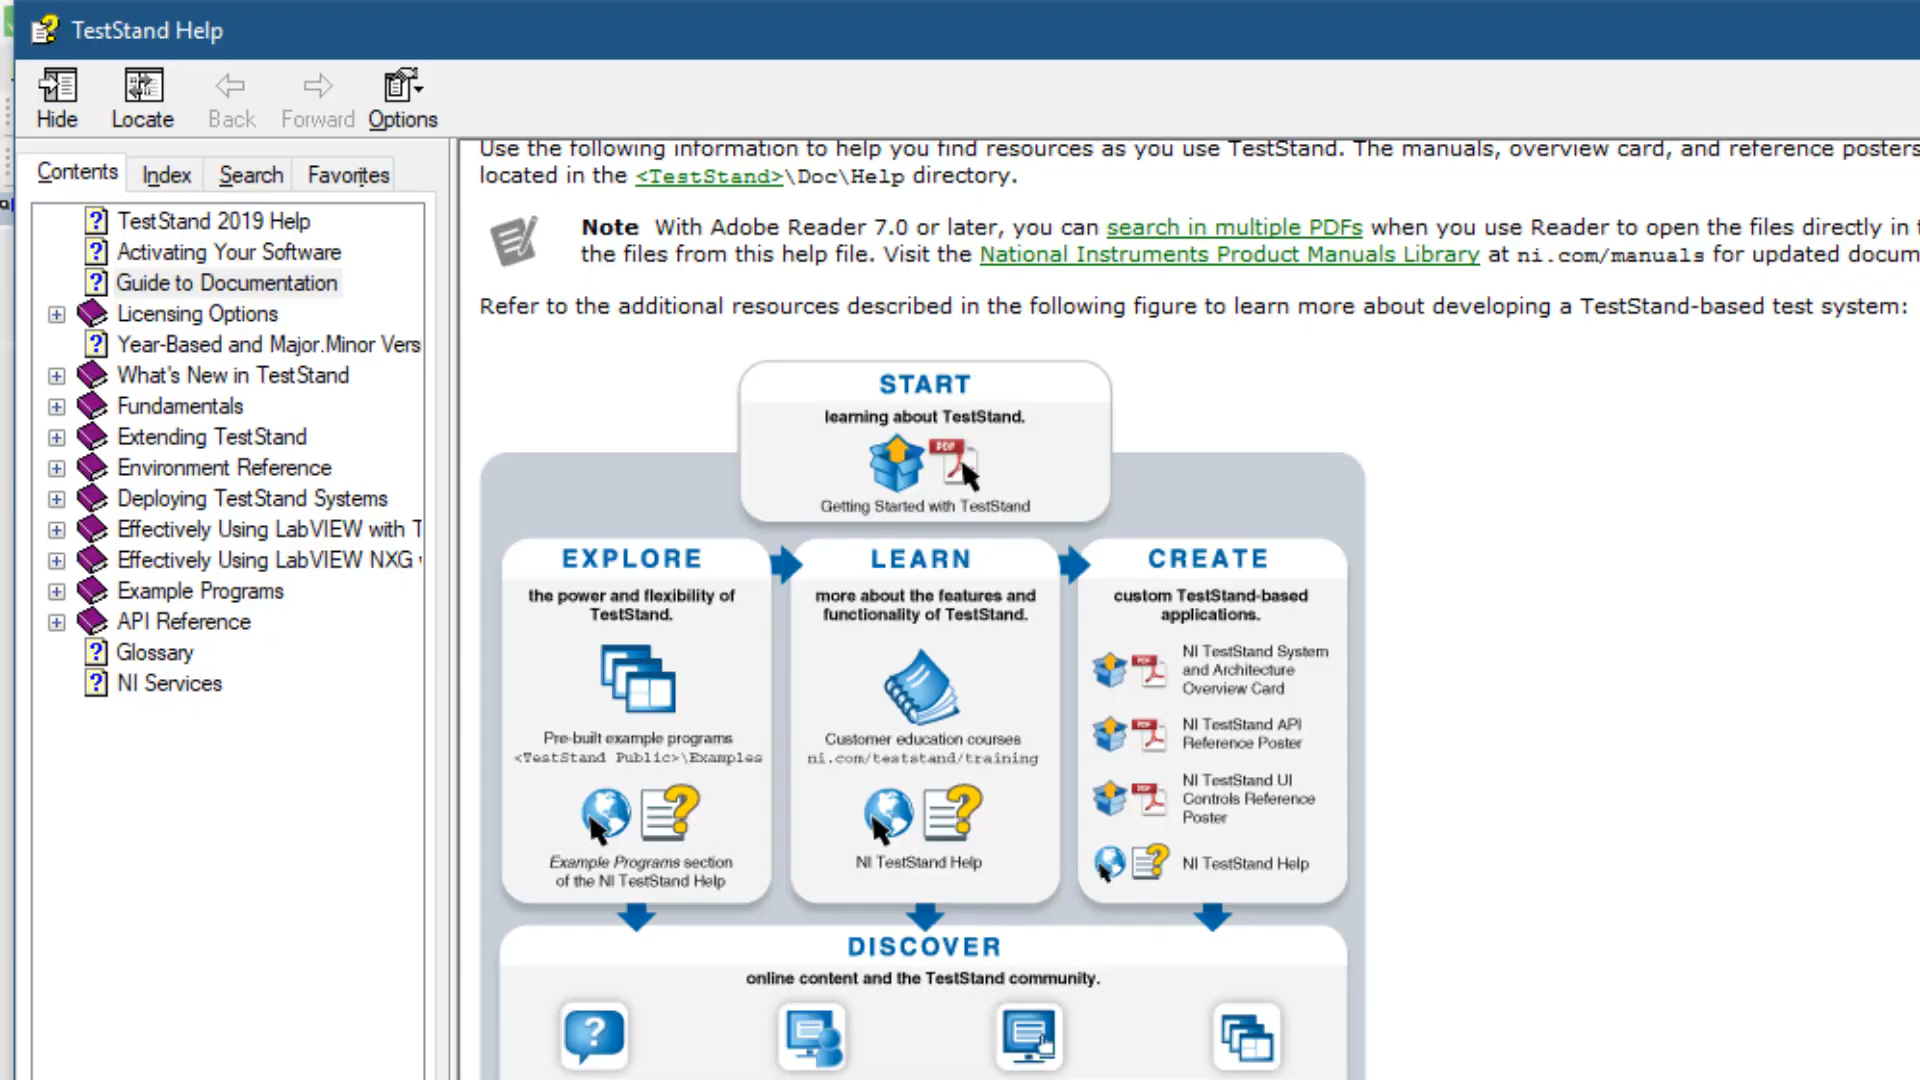 TestStand Help
Hide Locate Back Forward Options
Contents Index Search Favorites
TestStand 2019 Help
Activating Your Software
Guide to Documentation
Licensing Options
Year-Based and Major.Minor Vers
What's New in TestStand
Fundamentals
Extending TestStand
Environment Reference
Deploying TestStand Systems
Effectively Using LabVIEW with T
Effectively Using LabVIEW NXG
Example Programs
API Reference
Glossary
NI Services
Use the following information to help you find resources as you use TestStand. The manuals, overview card, and reference posters
located in the <TestStand>\Doc\Help directory.
Note With Adobe Reader 7.0 or later, you can search in multiple PDFs when you use Reader to open the files directly in
the files from this help file. Visit the National Instruments Product Manuals Library at ni.com/manuals for updated docum
Refer to the additional resources described in the following figure to learn more about developing a TestStand-based test system:
START
learning about TestStand.
PDF
Getting Started with TestStand
EXPLORE
the power and flexibility of
TestStand.
Pre-built example programs
<TestStand Public>\Examples
Example Programs section
of the NI TestStand Help
LEARN
more about the features and
functionality of TestStand.
Customer education courses
ni.com/teststand/training
NI TestStand Help
CREATE
custom TestStand-based
applications.
PDF
NI TestStand System
and Architecture
Overview Card
PDF
NI TestStand API
Reference Poster
PDF
NI TestStand UI
Controls Reference
Poster
NI TestStand Help
DISCOVER
online content and the TestStand community.